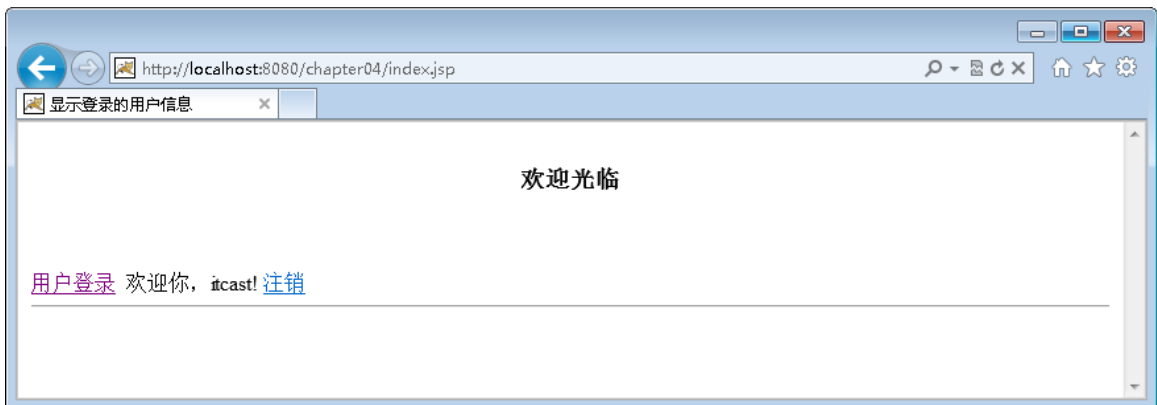 http://localhost:8080/chapter04/index.jsp
显示登录的用户信息
欢迎光临
用户登录 欢迎你，itcast! 注销